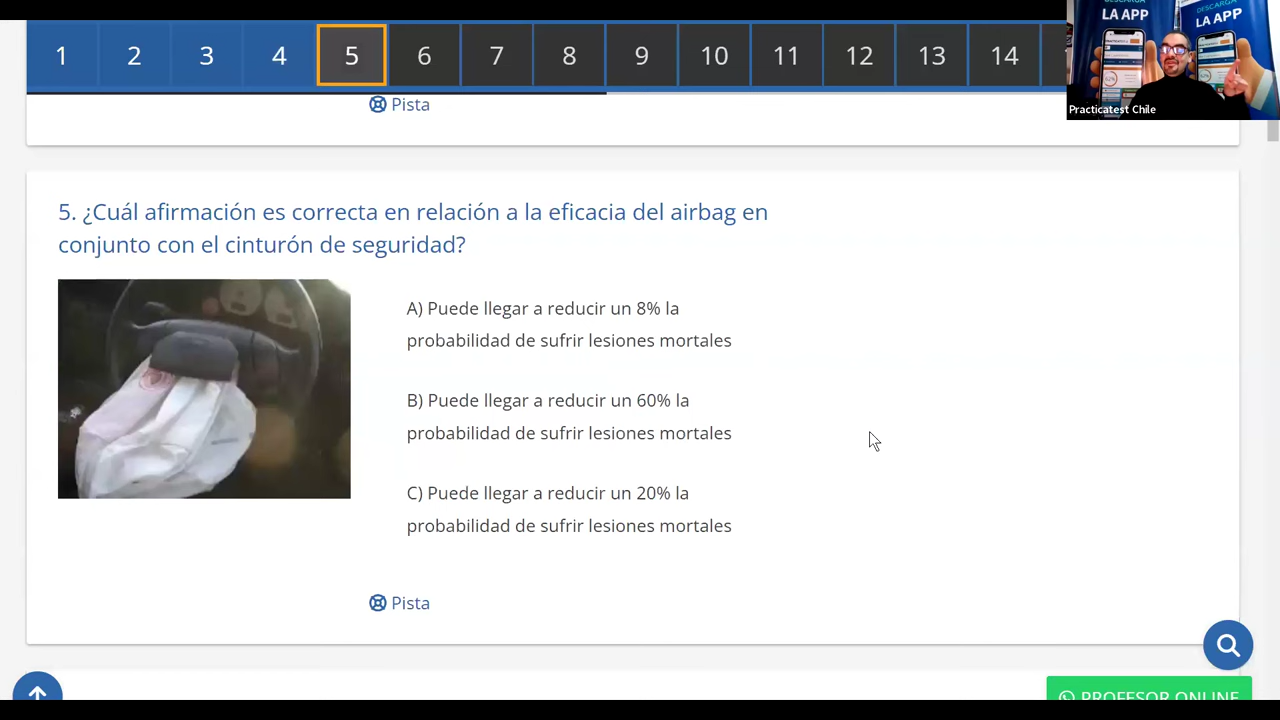 DESCARGA
LA APP
DESCARGA
LA APP
Practicatest Chile
1 2 3 4 5 6 7 8 9 10 11 12 13 14
Pista
5. ¿Cuál afirmación es correcta en relación a la eficacia del airbag en
conjunto con el cinturón de seguridad?
A) Puede llegar a reducir un 8% la
probabilidad de sufrir lesiones mortales
B) Puede llegar a reducir un 60% la
probabilidad de sufrir lesiones mortales
C) Puede llegar a reducir un 20% la
probabilidad de sufrir lesiones mortales
Pista
PROFESOR ONLINE